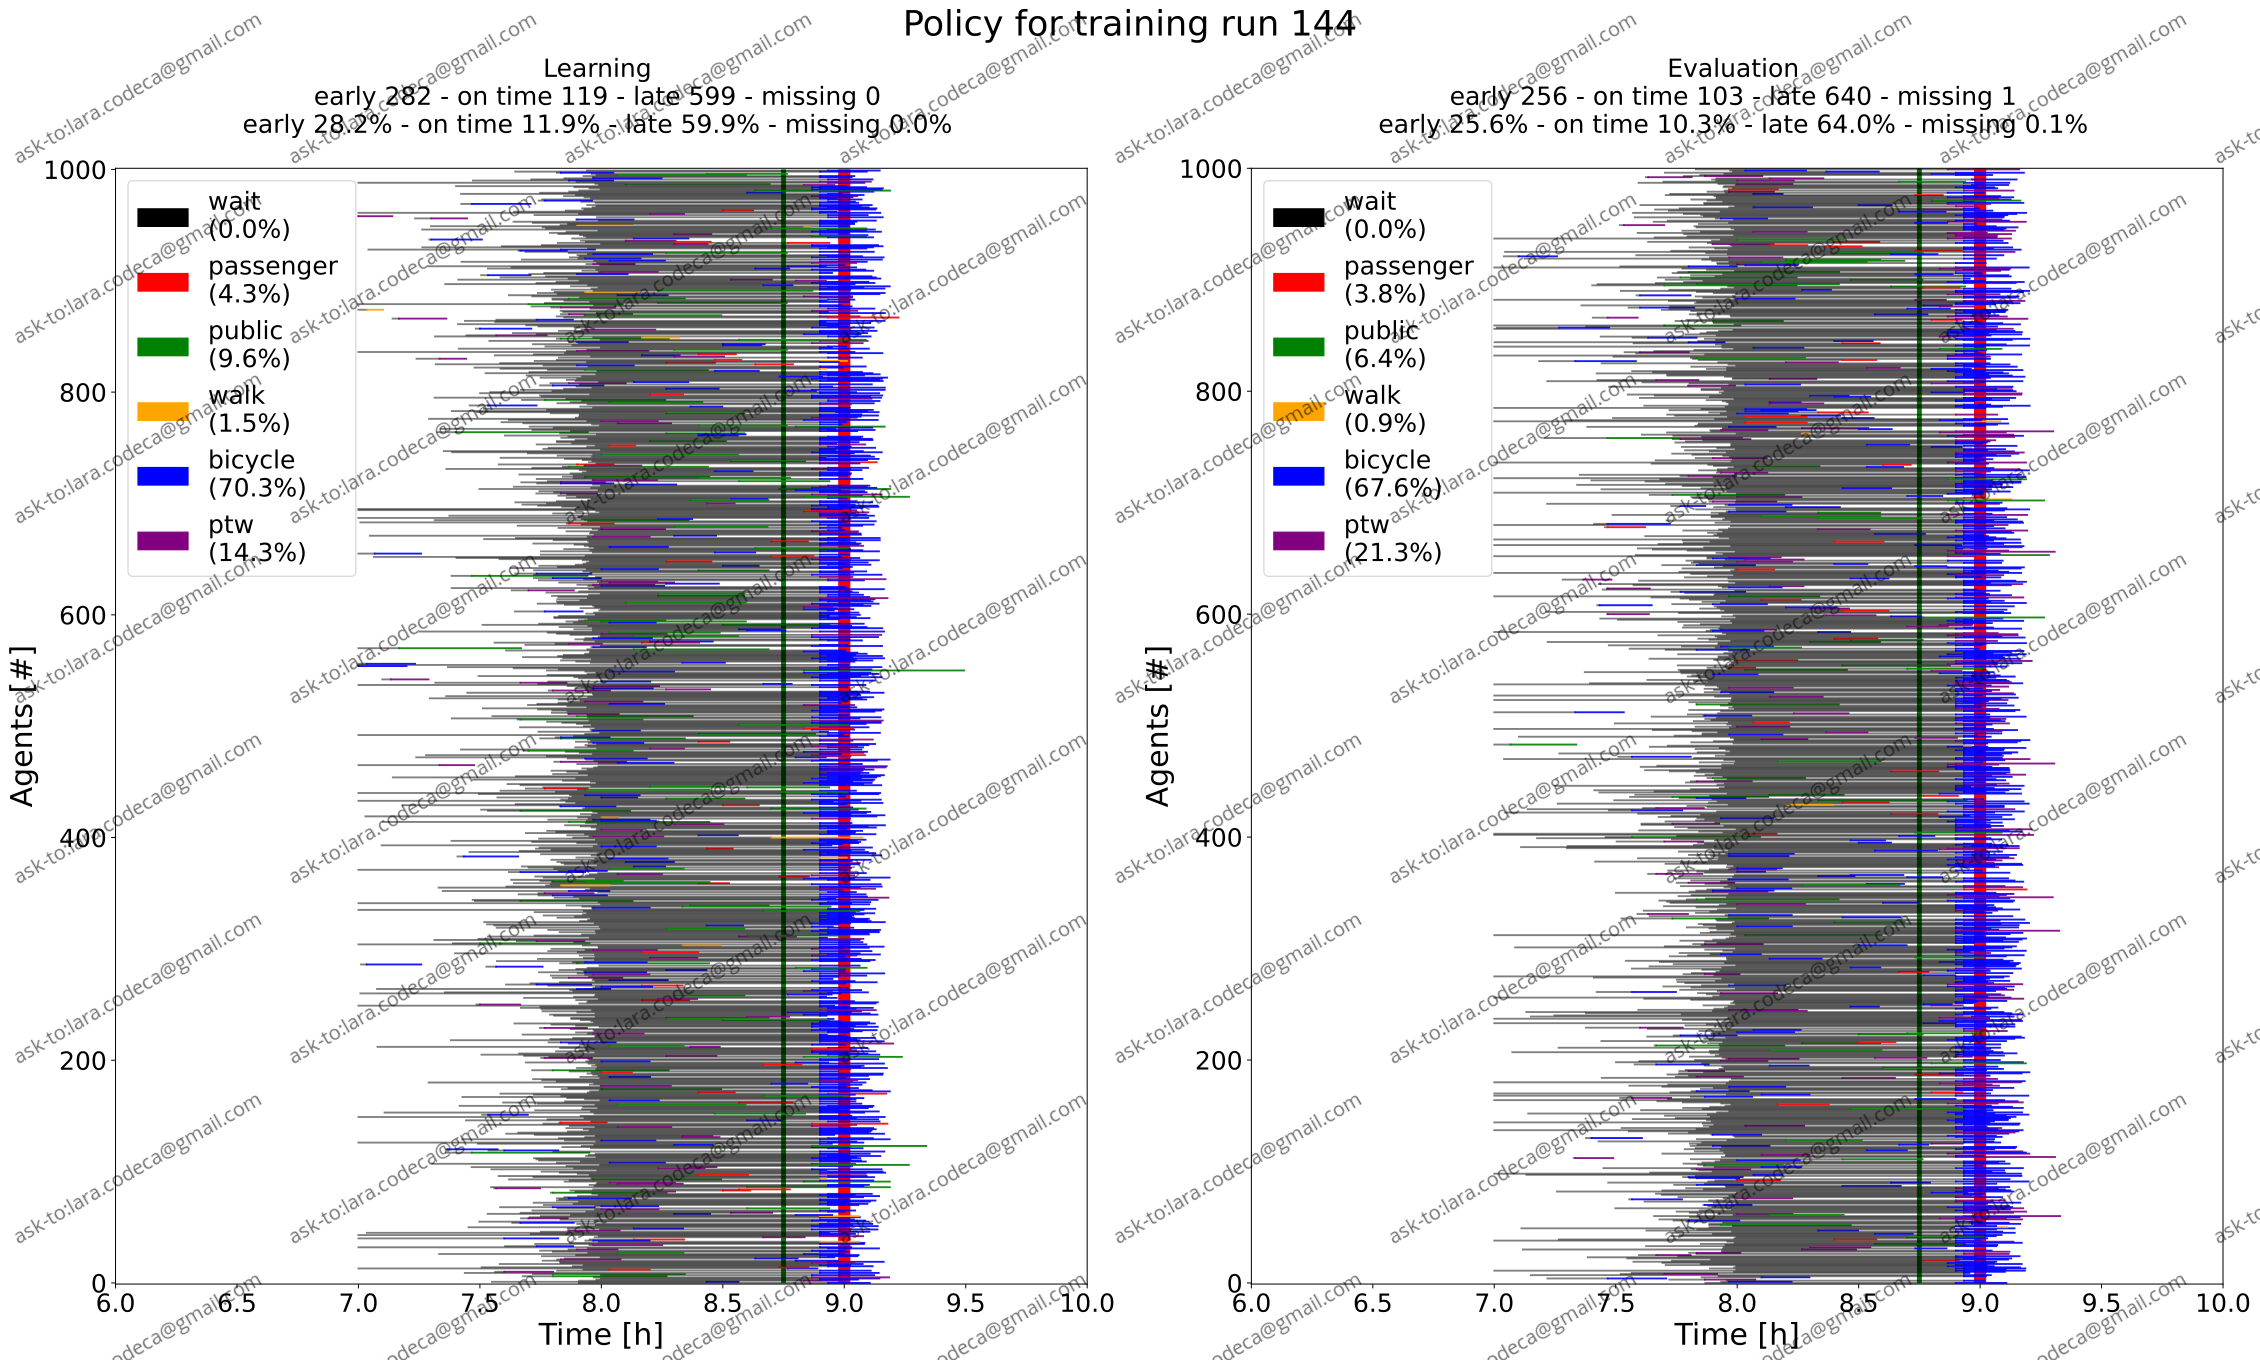 Policy for training run 144
Learning
early 282 - on time 119 - late 599 - missing 0
early 28.2% - on time 11.9% - late 59.9% - missing 0.0%
1000
800
600
400
200
0
Agents [#]
wait
(0.0%)
passenger
(4.3%)
public
(9.6%)
walk
(1.5%)
bicycle
(70.3%)
ptw
(14.3%)
6.0 6.5 7.0 7.5 8.0 8.5 9.0 9.5 10.0
Time [h]
Evaluation
early 256 - on time 103 - late 640 - missing 1
early 25.6% - on time 10.3% - late 64.0% - missing 0.1%
1000
800
600
400
200
0
Agents [#]
wait
(0.0%)
passenger
(3.8%)
public
(6.4%)
walk
(0.9%)
bicycle
(67.6%)
ptw
(21.3%)
6.0 6.5 7.0 7.5 8.0 8.5 9.0 9.5 10.0
Time [h]
ask-to:lara.codeca@gmail.com